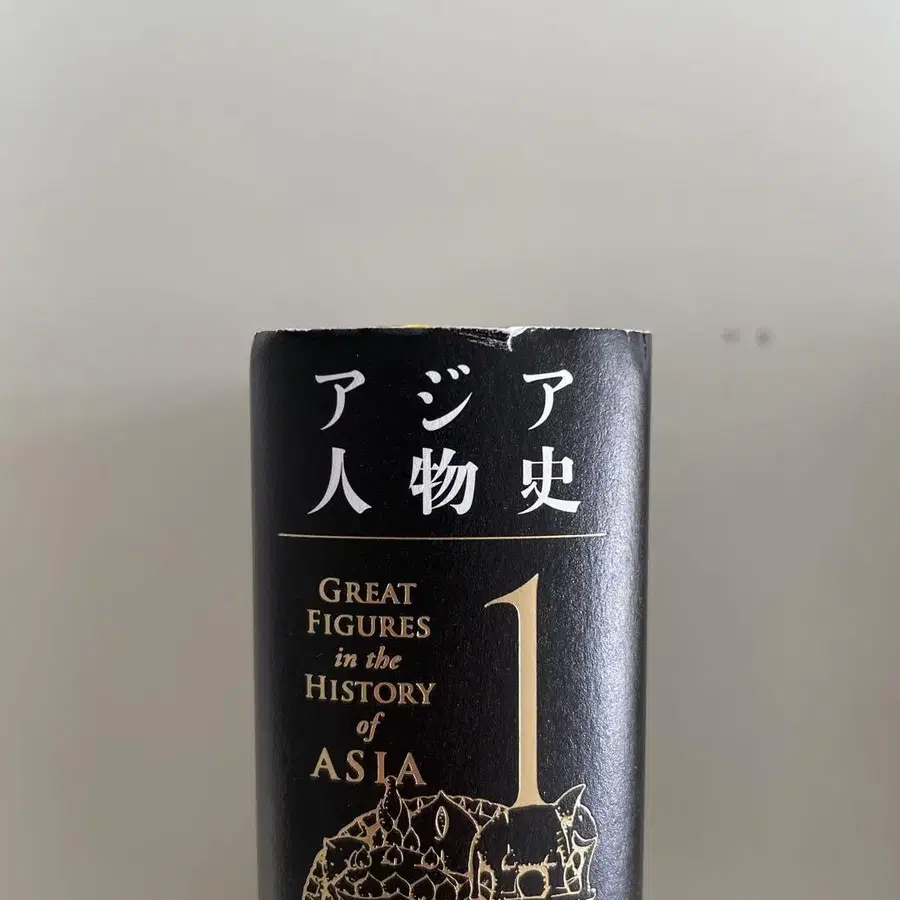 アジア
人物史
GREAT
FIGURES
in the
HISTORY
of
ASIA
1